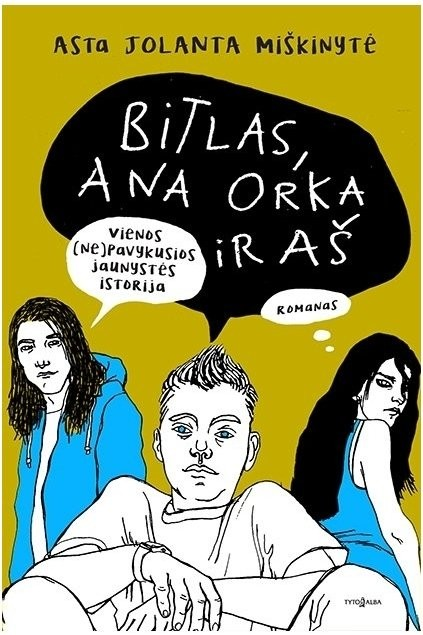 Asta Jolanta Miškinytė
Bitlas,
Ana Orka
ir aš
Vienos
(ne)pavykusios
jaunystės
istorija
Romanas
TYTO ALBA